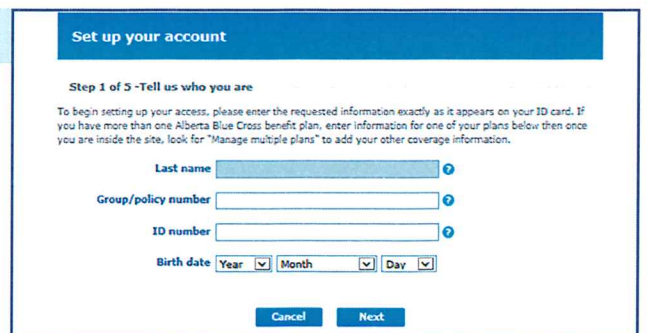 Set up your account
Step 1 of 5 -Tell us who you are
To begin setting up your access, please enter the requested information exactly as it appears on your ID card. If
you have more than one Alberta Blue Cross benefit plan, enter information for one of your plans below then once
you are inside the site, look for "Manage multiple plans" to add your other coverage information.
Last name ?
Group/policy number ?
ID number ?
Birth date Year Month Day
Cancel Next